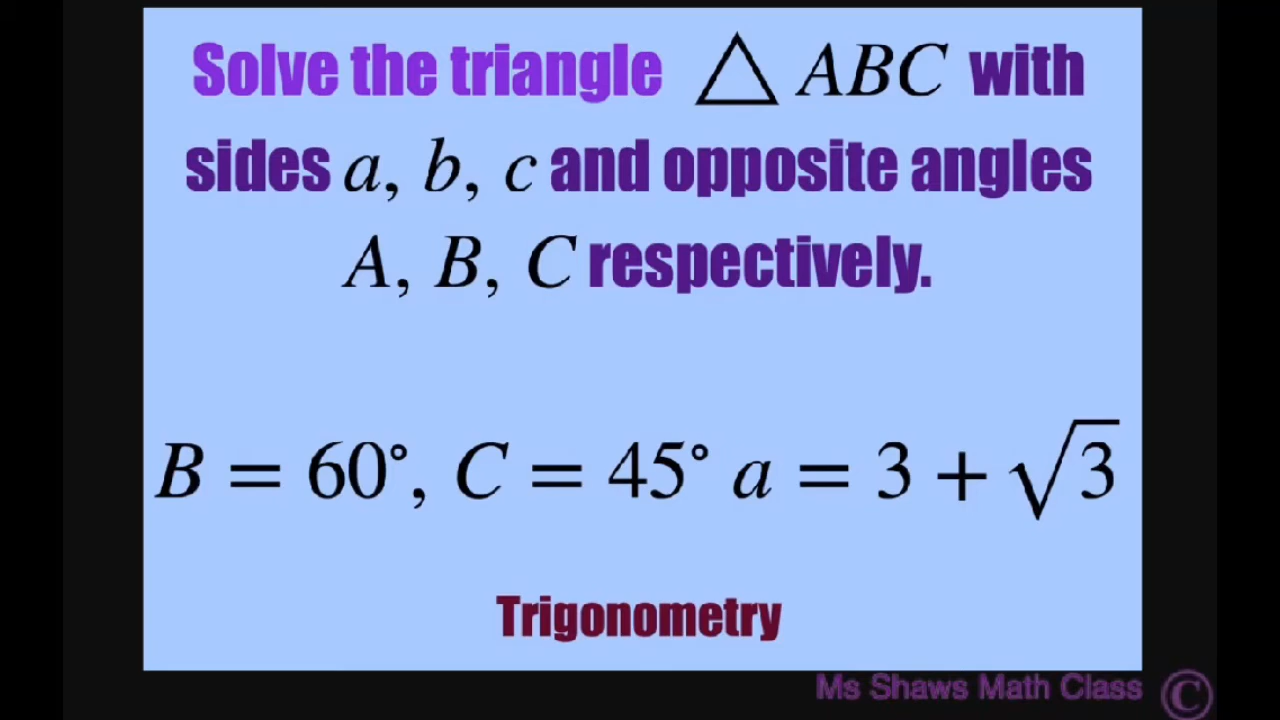 Solve the triangle △ ABC with
sides a, b, c and opposite angles
A, B, C respectively.
B = 60°, C = 45° a = 3 + √3
Trigonometry
Ms Shaws Math Class ©